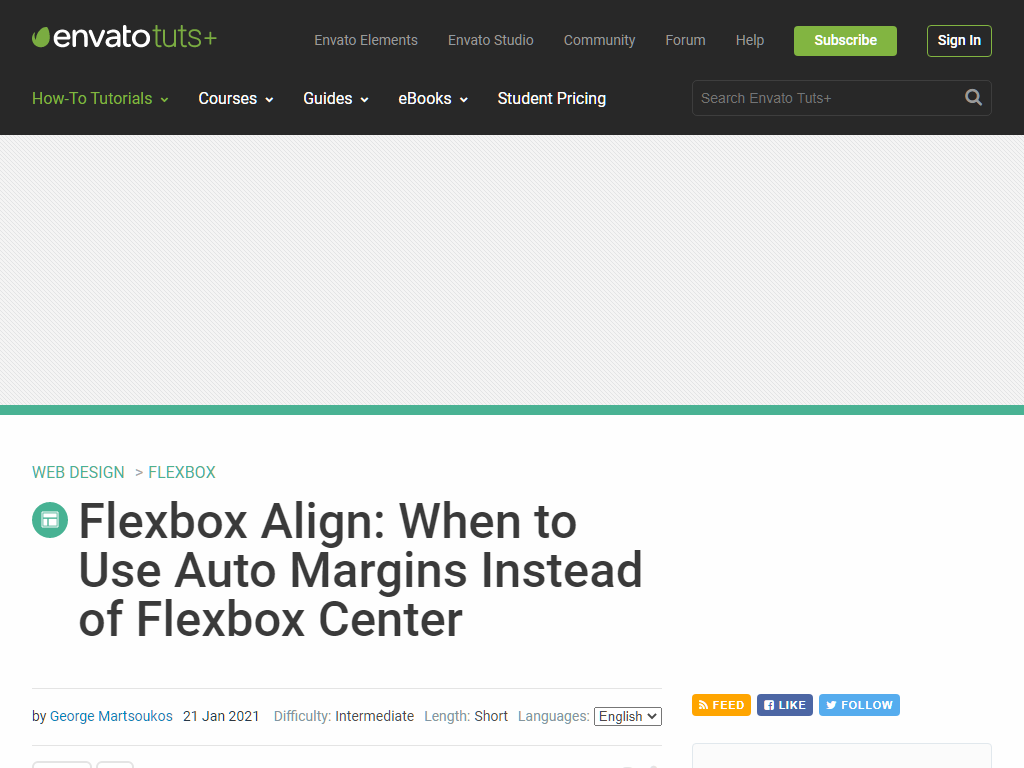 envatotuts+
Envato Elements Envato Studio Community Forum Help Subscribe Sign In
How-To Tutorials Courses Guides eBooks Student Pricing Search Envato Tuts+
WEB DESIGN > FLEXBOX
Flexbox Align: When to
Use Auto Margins Instead
of Flexbox Center
by George Martsoukos 21 Jan 2021 Difficulty: Intermediate Length: Short Languages: English
FEED LIKE FOLLOW